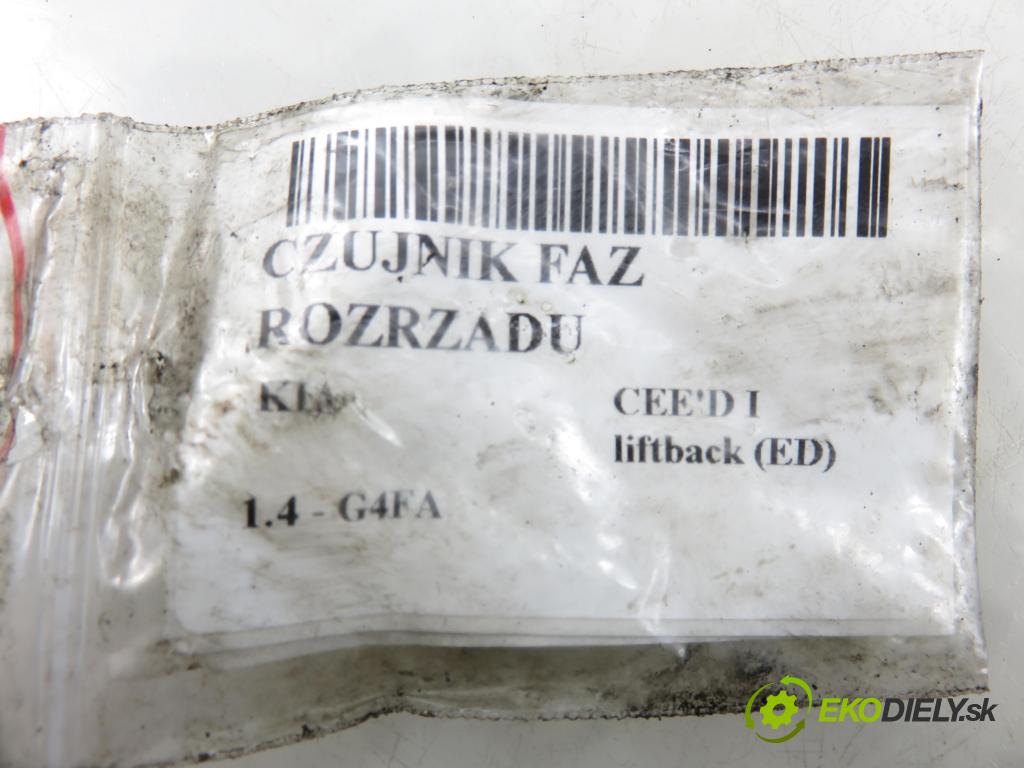 CZUJNIK FAZ
ROZRZADU
KIA
CEE'D I
liftback (ED)
1.4 - G4FA
EKODIELY.sk